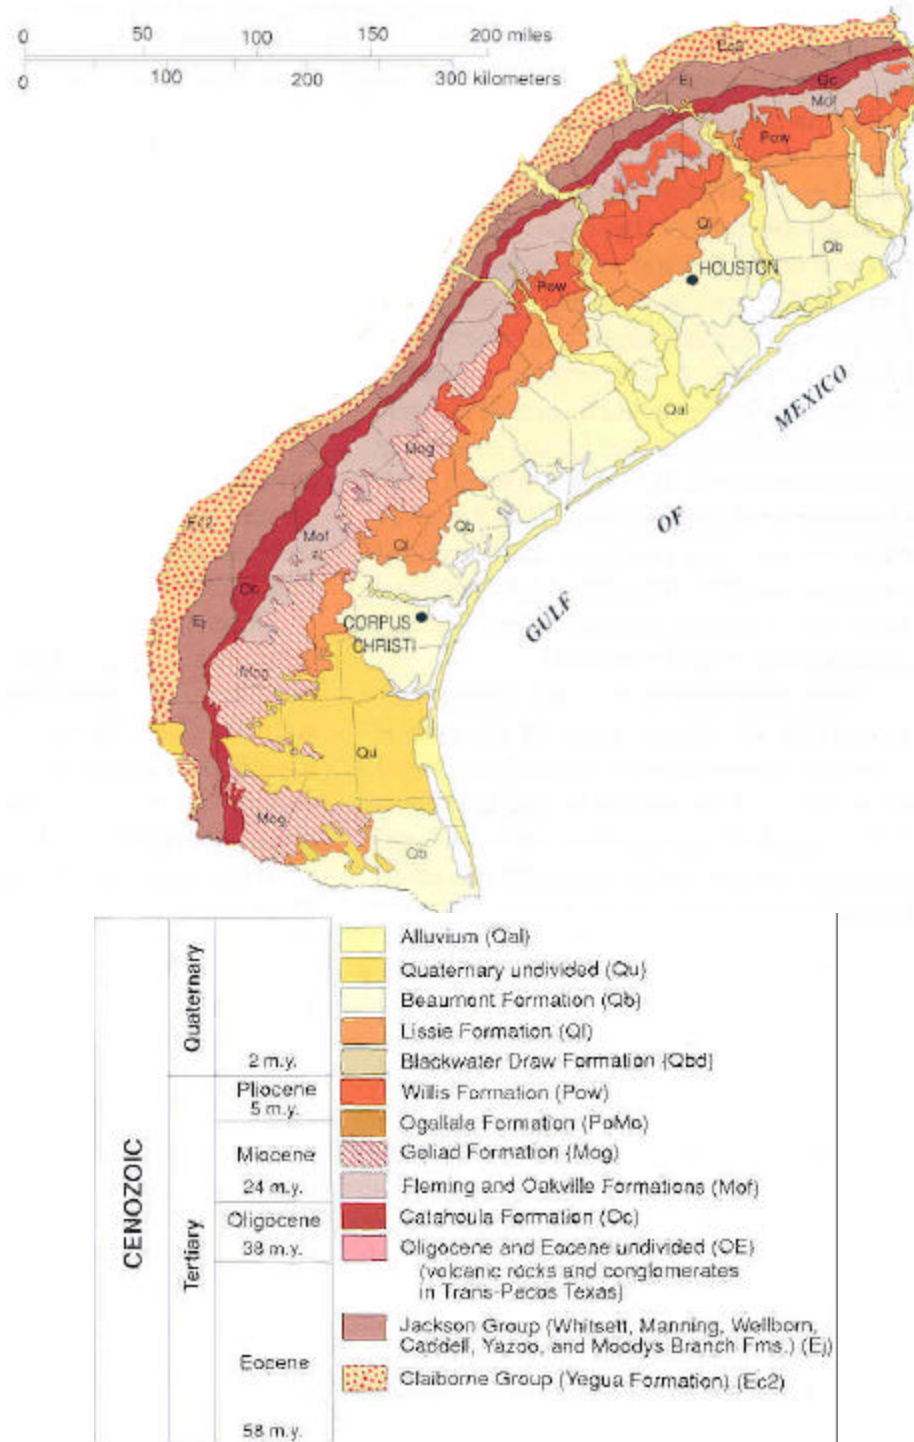 0 50 100 150 200 miles
0 100 200 300 kilometers
Ec2
Ej
Oc
Mof
Pow
Ql
Qb
HOUSTON
Pow
MEXICO
Qal
Mog
OF
Ec2
Qb
Mof
Ql
Oc
GULF
CORPUS
CHRISTI
Ej
Mog
Qu
Mog
Qb
CENOZOIC
Quaternary
2 m.y.
Tertiary
Pliocene
5 m.y.
Miocene
24 m.y.
Oligocene
38 m.y.
Eocene
58 m.y.
Alluvium (Qal)
Quaternary undivided (Qu)
Beaumont Formation (Qb)
Lissie Formation (Ql)
Blackwater Draw Formation (Qbd)
Willis Formation (Pow)
Ogallala Formation (PoMo)
Goliad Formation (Mog)
Fleming and Oakville Formations (Mof)
Catahoula Formation (Oc)
Oligocene and Eocene undivided (OE)
(volcanic rocks and conglomerates
in Trans-Pecos Texas)
Jackson Group (Whitsett, Manning, Wellborn,
Caddell, Yazoo, and Moodys Branch Fms.) (Ej)
Claiborne Group (Yegua Formation) (Ec2)